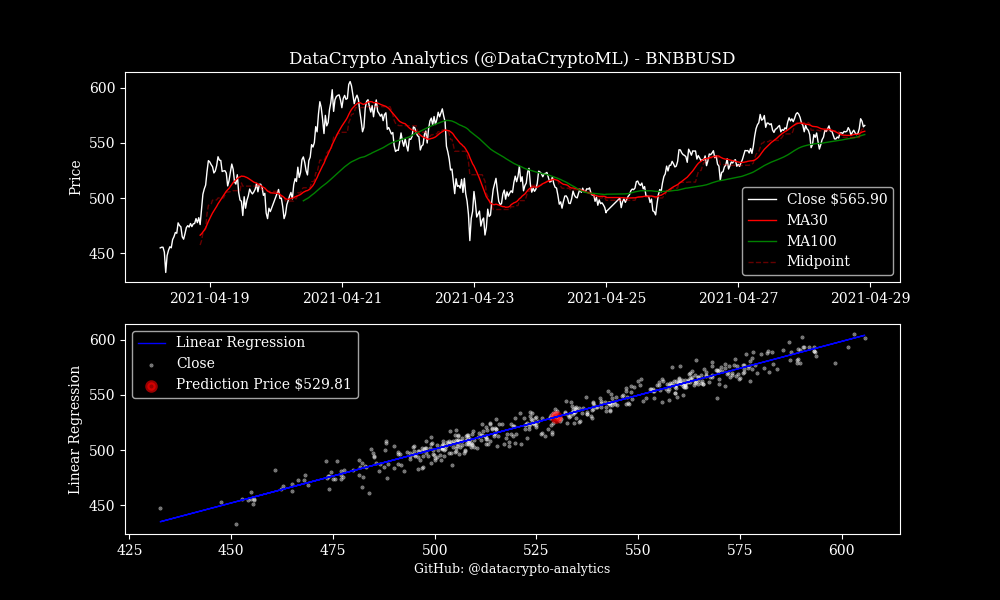 DataCrypto Analytics (@DataCryptoML) - BNBBUSD
Price
600
550
500
450
Close $565.90
MA30
MA100
Midpoint
2021-04-19
2021-04-21
2021-04-23
2021-04-25
2021-04-27
2021-04-29
Linear Regression
600
550
500
450
Linear Regression
Close
Prediction Price $529.81
425
450
475
500
525
550
575
600
GitHub: @datacrypto-analytics